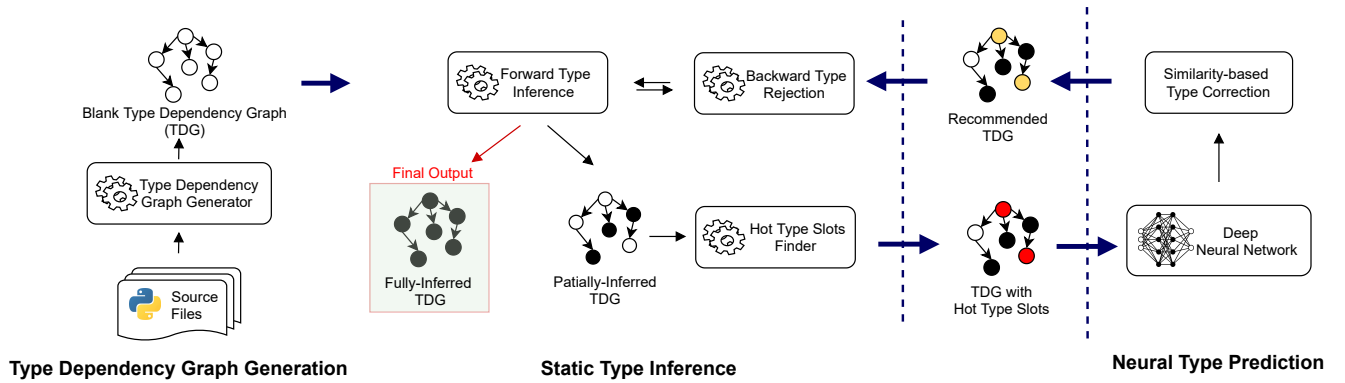 Blank Type Dependency Graph
(TDG)
Type Dependency
Graph Generator
Source
Files
Type Dependency Graph Generation
Forward Type
Inference
Backward Type
Rejection
Final Output
Fully-Inferred
TDG
Patially-Inferred
TDG
Hot Type Slots
Finder
Static Type Inference
Recommended
TDG
TDG with
Hot Type Slots
Similarity-based
Type Correction
Deep
Neural Network
Neural Type Prediction